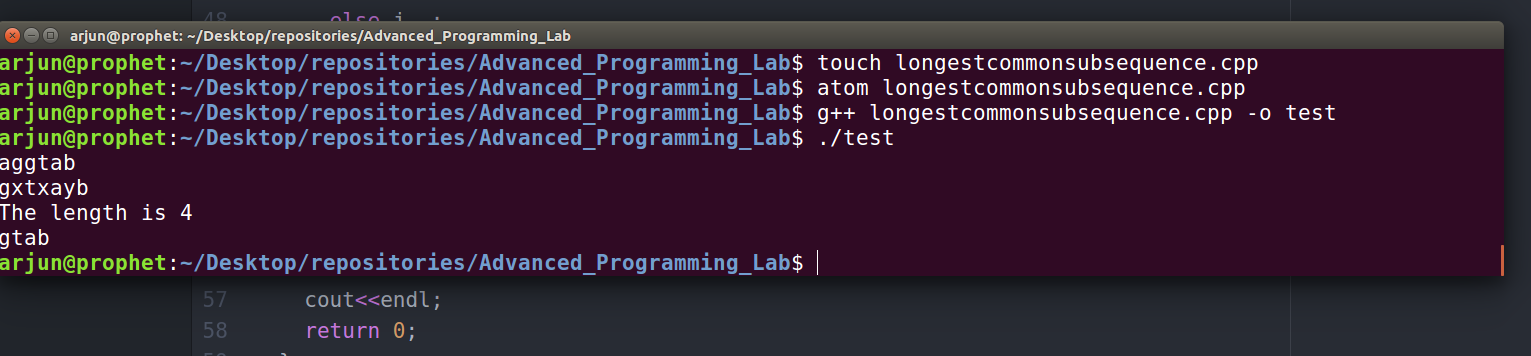 48 else j--;
arjun@prophet: ~/Desktop/repositories/Advanced_Programming_Lab
arjun@prophet:~/Desktop/repositories/Advanced_Programming_Lab$ touch longestcommonsubsequence.cpp
arjun@prophet:~/Desktop/repositories/Advanced_Programming_Lab$ atom longestcommonsubsequence.cpp
arjun@prophet:~/Desktop/repositories/Advanced_Programming_Lab$ g++ longestcommonsubsequence.cpp -o test
arjun@prophet:~/Desktop/repositories/Advanced_Programming_Lab$ ./test
aggtab
gxtxayb
The length is 4
gtab
arjun@prophet:~/Desktop/repositories/Advanced_Programming_Lab$
57 cout<<endl;
58 return 0;